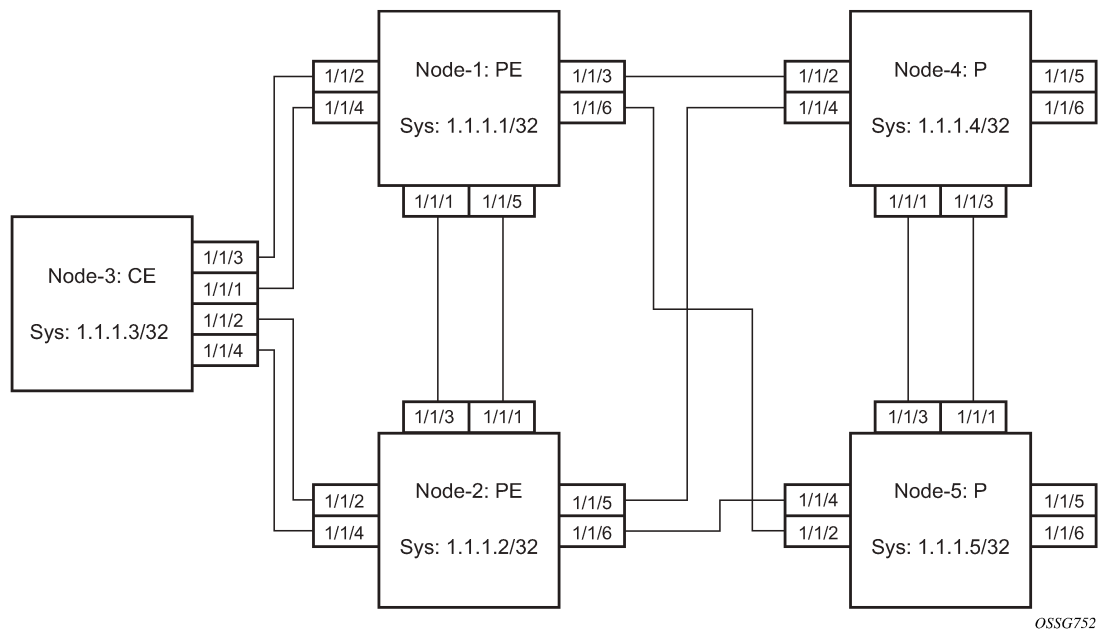 Node-1: PE
Sys: 1.1.1.1/32
1/1/2
1/1/4
1/1/3
1/1/6
1/1/1
1/1/5
Node-4: P
Sys: 1.1.1.4/32
1/1/2
1/1/4
1/1/5
1/1/6
1/1/1
1/1/3
Node-3: CE
Sys: 1.1.1.3/32
1/1/3
1/1/1
1/1/2
1/1/4
1/1/3
1/1/1
Node-2: PE
Sys: 1.1.1.2/32
1/1/2
1/1/4
1/1/5
1/1/6
1/1/3
1/1/1
Node-5: P
Sys: 1.1.1.5/32
1/1/4
1/1/2
1/1/5
1/1/6
OSSG752